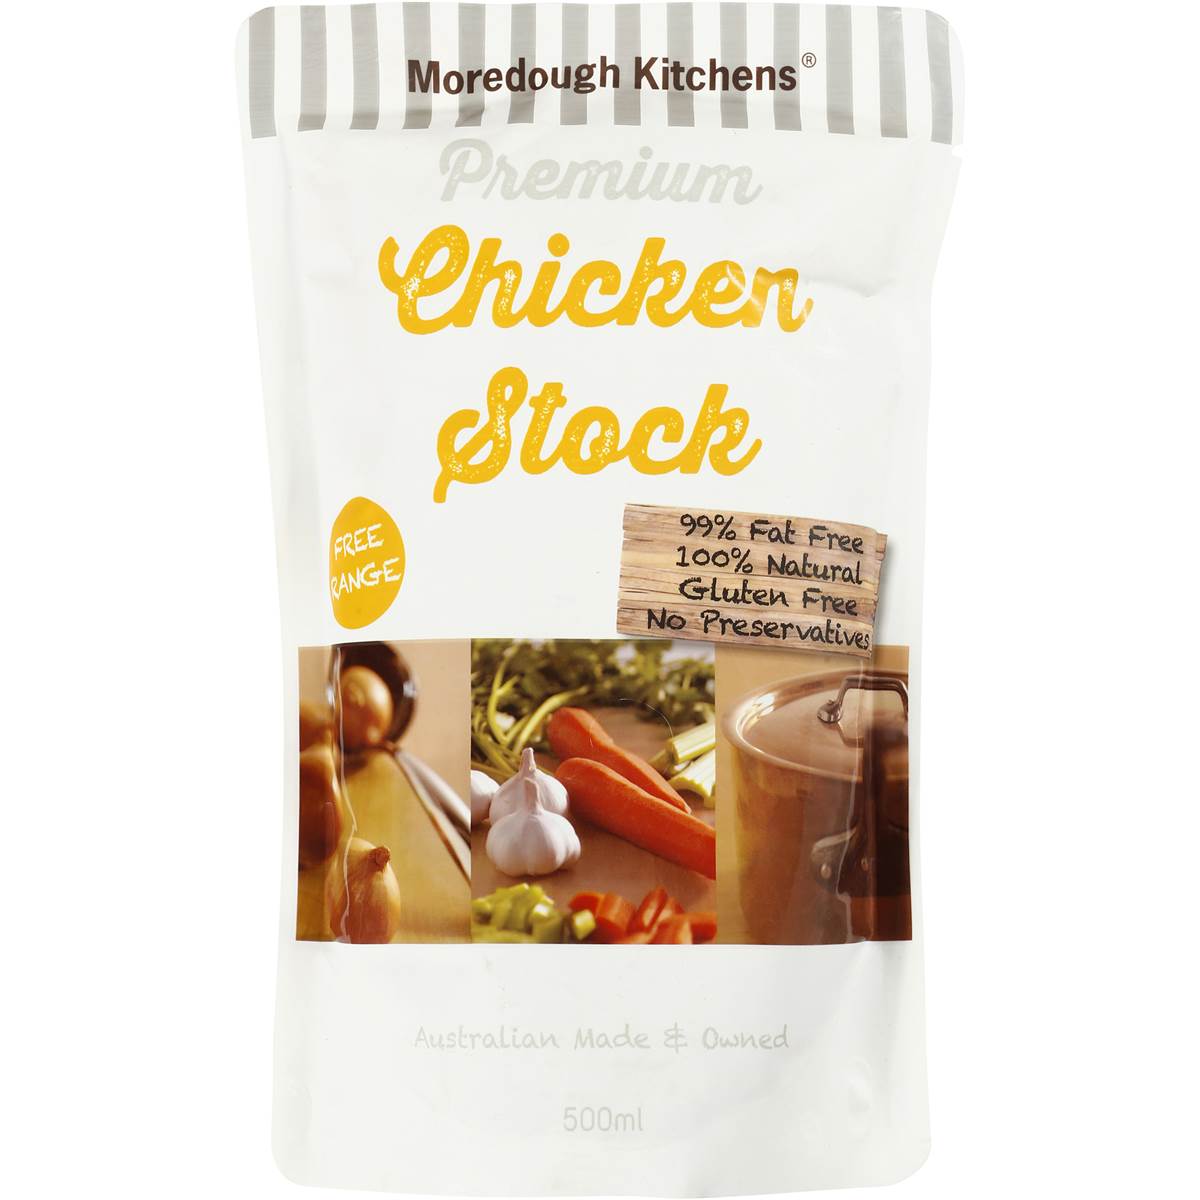 Moredough Kitchens®
Premium
Chicken
Stock
FREE
RANGE
99% Fat Free
100% Natural
Gluten Free
No Preservatives
Australian Made & Owned
500ml